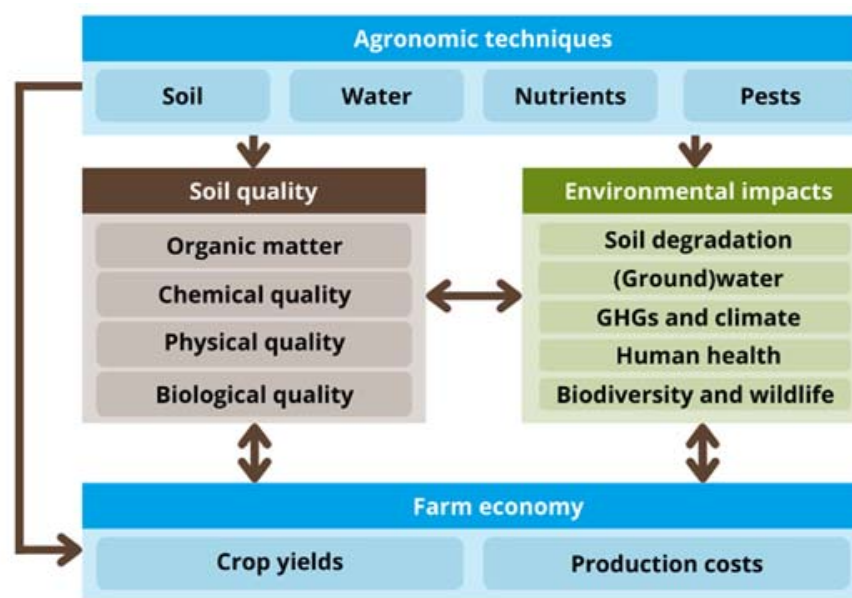 Agronomic techniques
Soil
Water
Nutrients
Pests
Soil quality
Organic matter
Chemical quality
Physical quality
Biological quality
Environmental impacts
Soil degradation
(Ground)water
GHGs and climate
Human health
Biodiversity and wildlife
Farm economy
Crop yields
Production costs